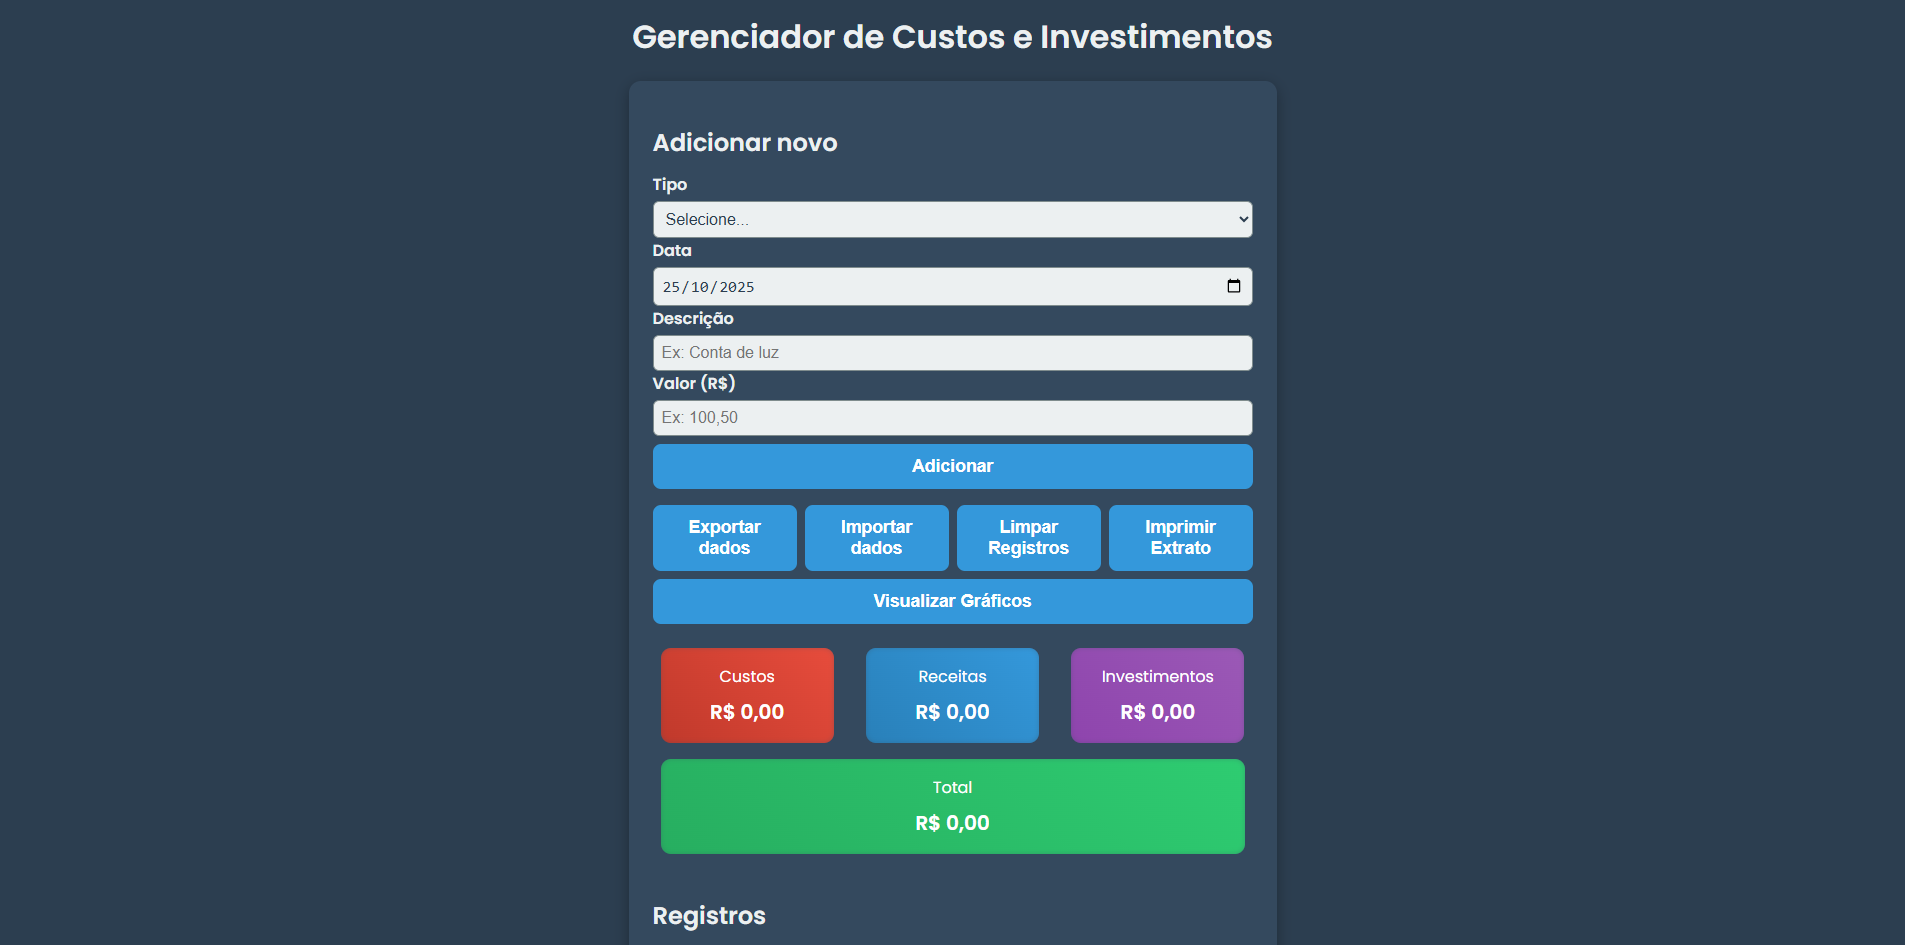 Gerenciador de Custos e Investimentos
Adicionar novo
Tipo
Selecione...
Data
25/10/2025
Descrição
Ex: Conta de luz
Valor (R$)
Ex: 100,50
Adicionar
Exportar
dados
Importar
dados
Limpar
Registros
Imprimir
Extrato
Visualizar Gráficos
Custos
R$ 0,00
Receitas
R$ 0,00
Investimentos
R$ 0,00
Total
R$ 0,00
Registros